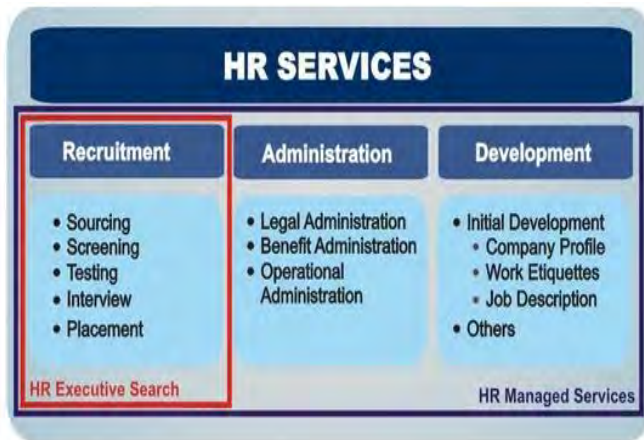 HR SERVICES
Recruitment
• Sourcing
• Screening
• Testing
• Interview
• Placement
HR Executive Search
Administration
• Legal Administration
• Benefit Administration
• Operational
Administration
Development
• Initial Development
• Company Profile
• Work Etiquettes
• Job Description
• Others
HR Managed Services